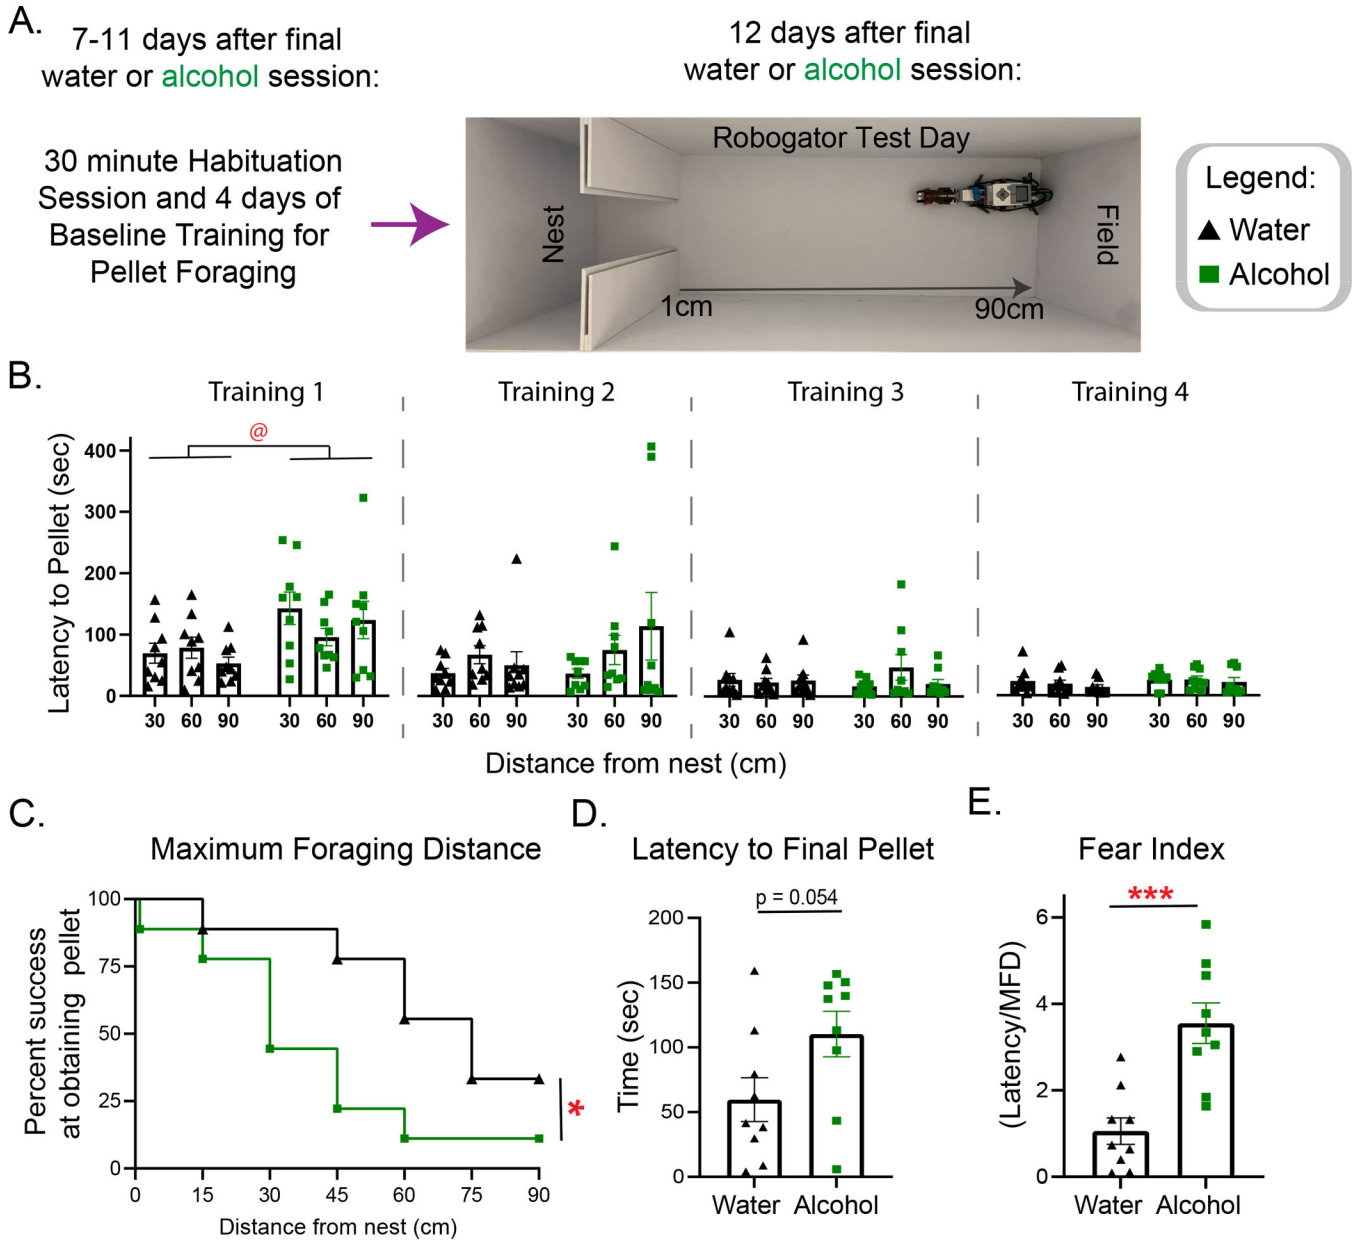 A.
7-11 days after final
water or alcohol session:
12 days after final
water or alcohol session:
30 minute Habituation
Session and 4 days of
Baseline Training for
Pellet Foraging
Robogator Test Day
Nest
Field
1cm
90cm
Legend:
Water
Alcohol
B.
Training 1
Training 2
Training 3
Training 4
@
Latency to Pellet (sec)
400
300
200
100
0
30 60 90 30 60 90
30 60 90 30 60 90
30 60 90 30 60 90
30 60 90 30 60 90
Distance from nest (cm)
C.
Maximum Foraging Distance
Percent success
at obtaining pellet
100
75
50
25
0
*
0 15 30 45 60 75 90
Distance from nest (cm)
D.
Latency to Final Pellet
p = 0.054
Time (sec)
200
150
100
50
0
Water Alcohol
E.
Fear Index
***
(Latency/MFD)
6
4
2
0
Water Alcohol